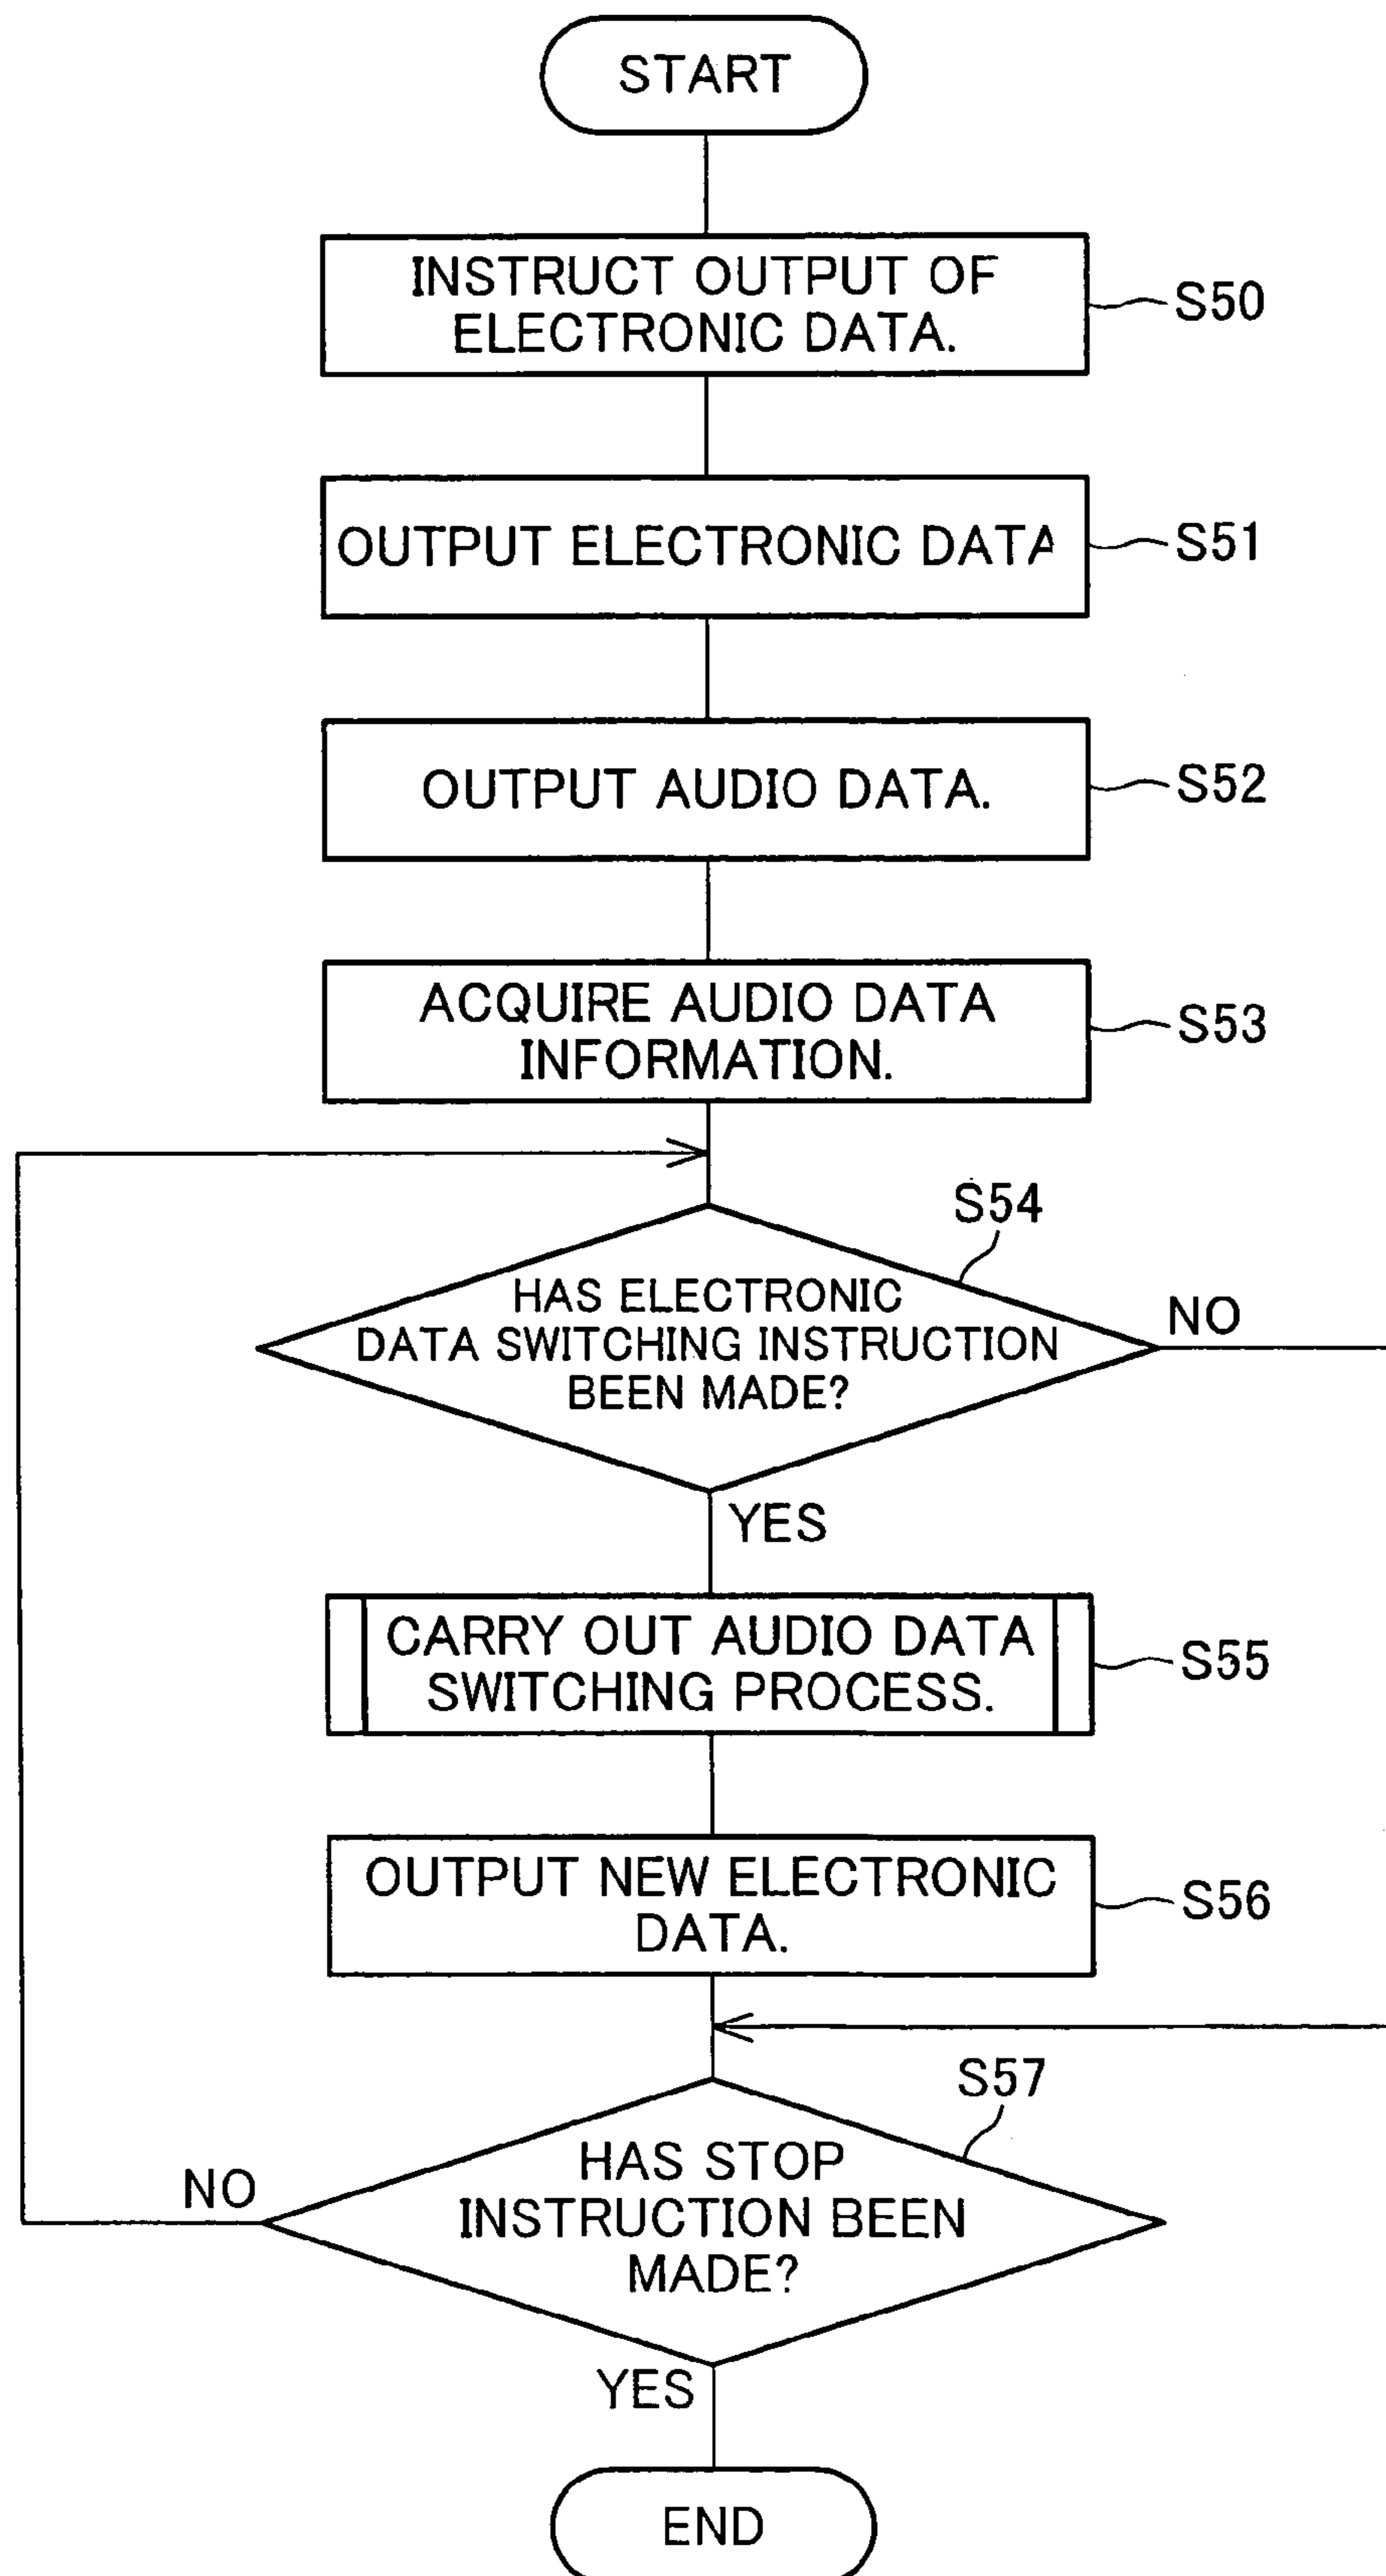 START
INSTRUCT OUTPUT OF
ELECTRONIC DATA.
S50
OUTPUT ELECTRONIC DATA
S51
OUTPUT AUDIO DATA.
S52
ACQUIRE AUDIO DATA
INFORMATION.
S53
S54
HAS ELECTRONIC
DATA SWITCHING INSTRUCTION
BEEN MADE?
NO
YES
CARRY OUT AUDIO DATA
SWITCHING PROCESS.
S55
OUTPUT NEW ELECTRONIC
DATA.
S56
S57
HAS STOP
INSTRUCTION BEEN
MADE?
NO
YES
END